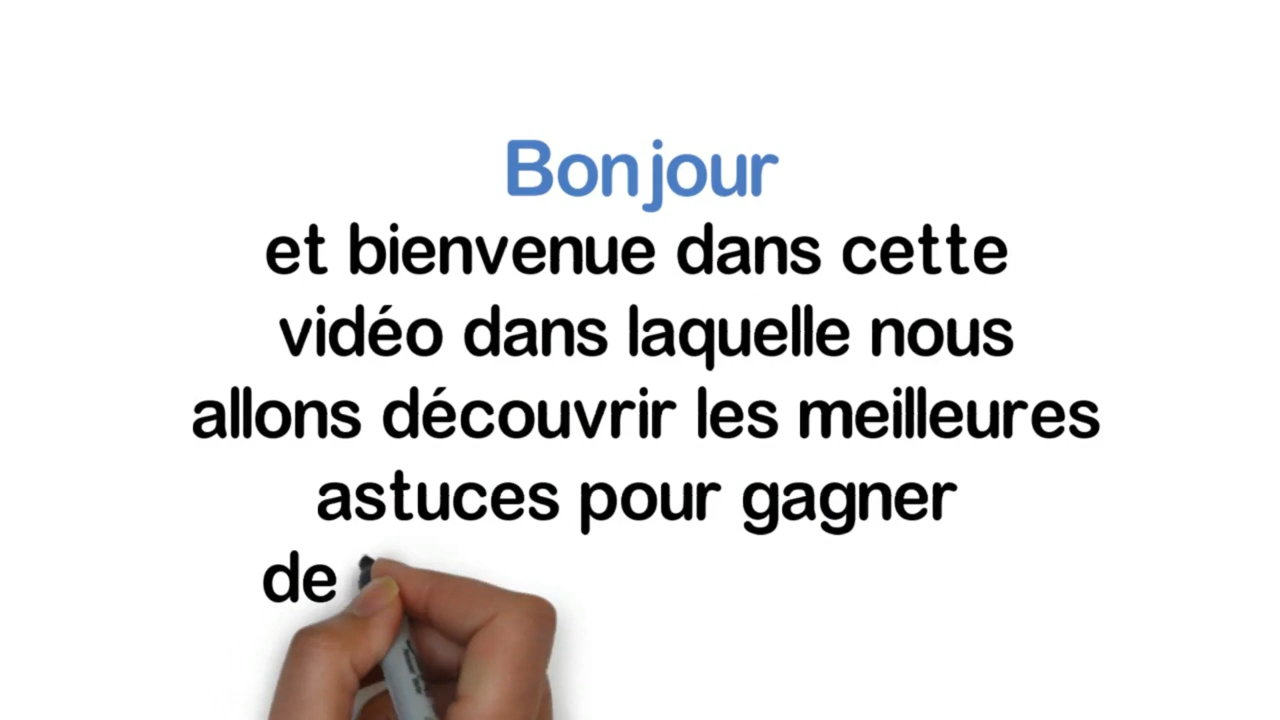 Bonjour
et bienvenue dans cette
vidéo dans laquelle nous
allons découvrir les meilleures
astuces pour gagner
de